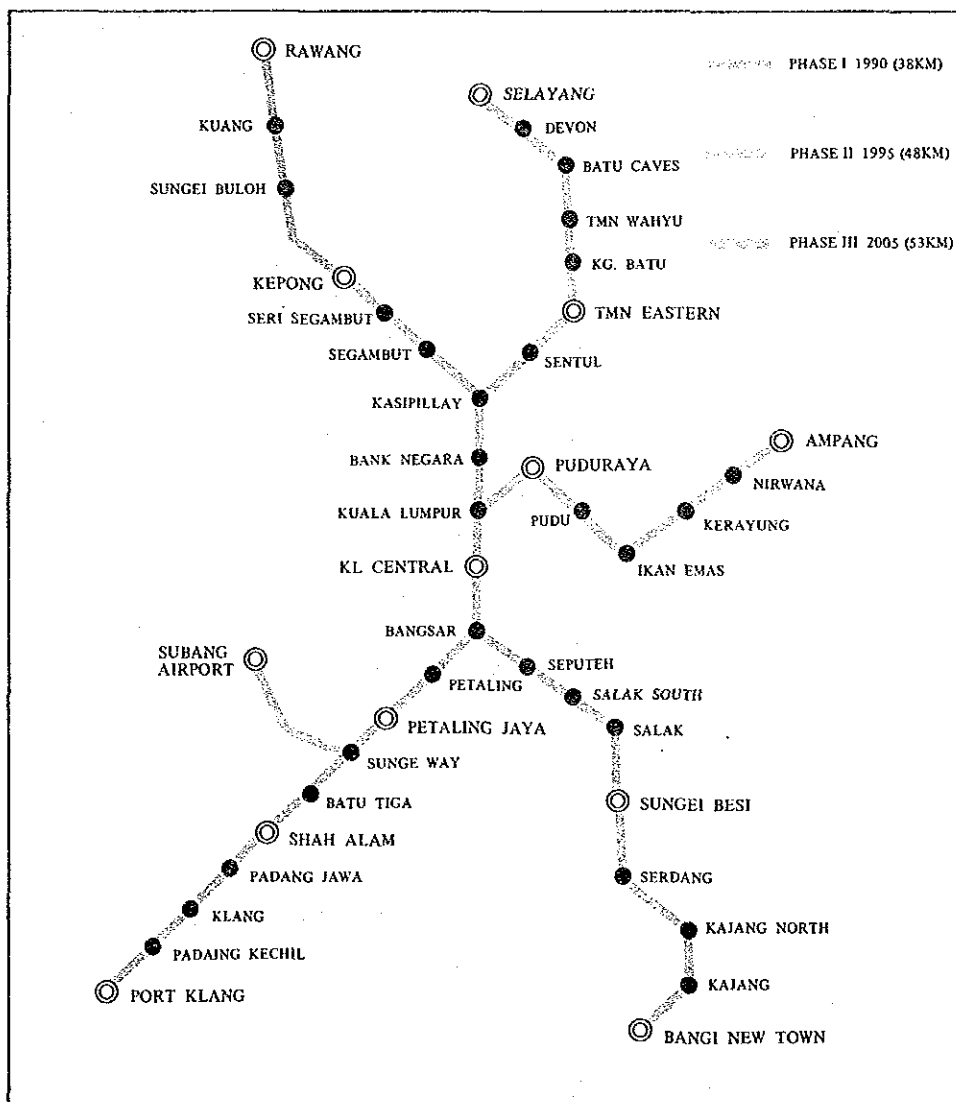 RAWANG
PHASE I 1990 (38KM)
SELAYANG
KUANG
DEVON
PHASE II 1995 (48KM)
BATU CAVES
SUNGEI BULOH
TMN WAHYU
PHASE III 2005 (53KM)
KG. BATU
KEPONG
SERI SEGAMBUT
TMN EASTERN
SEGAMBUT
SENTUL
KASIPILLAY
AMPANG
BANK NEGARA
PUDURAYA
NIRWANA
KUALA LUMPUR
PUDU
KERAYUNG
KL CENTRAL
IKAN EMAS
BANGSAR
SUBANG
AIRPORT
SEPUTEH
PETALING
SALAK SOUTH
PETALING JAYA
SALAK
SUNGE WAY
BATU TIGA
SUNGEI BESI
SHAH ALAM
PADANG JAWA
SERDANG
KLANG
KAJANG NORTH
PADAING KECHIL
KAJANG
PORT KLANG
BANGI NEW TOWN